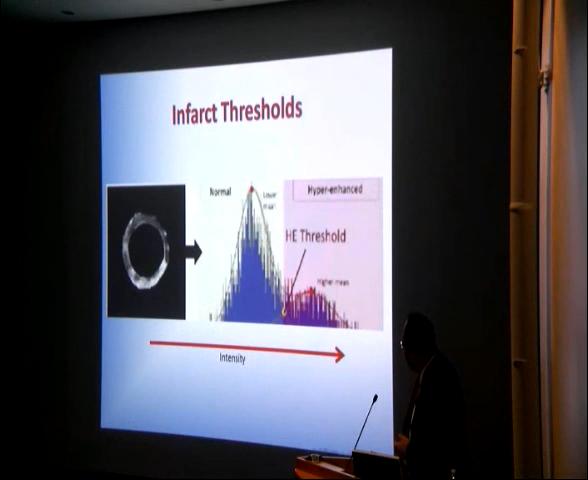 Infarct Thresholds
Normal
Lower
mean
Hyper-enhanced
HE Threshold
Higher mean
Intensity